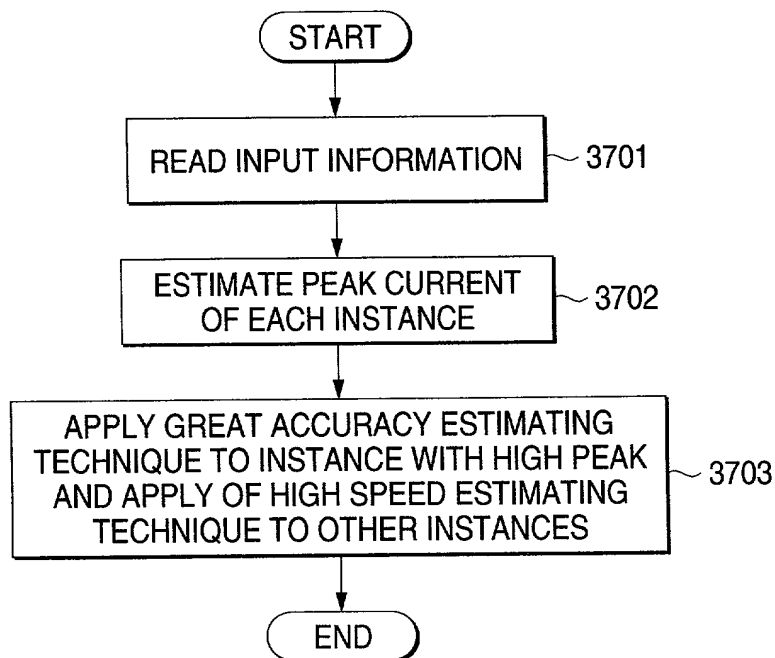 START
READ INPUT INFORMATION
3701
ESTIMATE PEAK CURRENT
OF EACH INSTANCE
3702
APPLY GREAT ACCURACY ESTIMATING
TECHNIQUE TO INSTANCE WITH HIGH PEAK
AND APPLY OF HIGH SPEED ESTIMATING
TECHNIQUE TO OTHER INSTANCES
3703
END